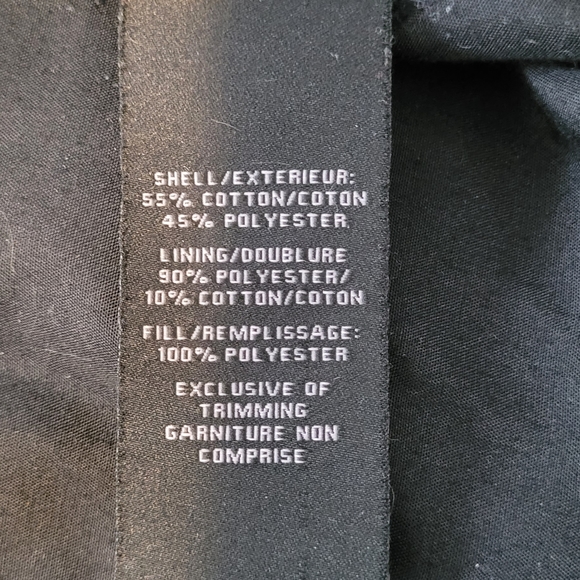 SHELL/EXTERIEUR:
55% COTTON/COTON
45% POLYESTER
LINING/DOUBLURE
90% POLYESTER/
10% COTTON/COTON
FILL/REMPLISSAGE:
100% POLYESTER
EXCLUSIVE OF
TRIMMING
GARNITURE NON
COMPRISE